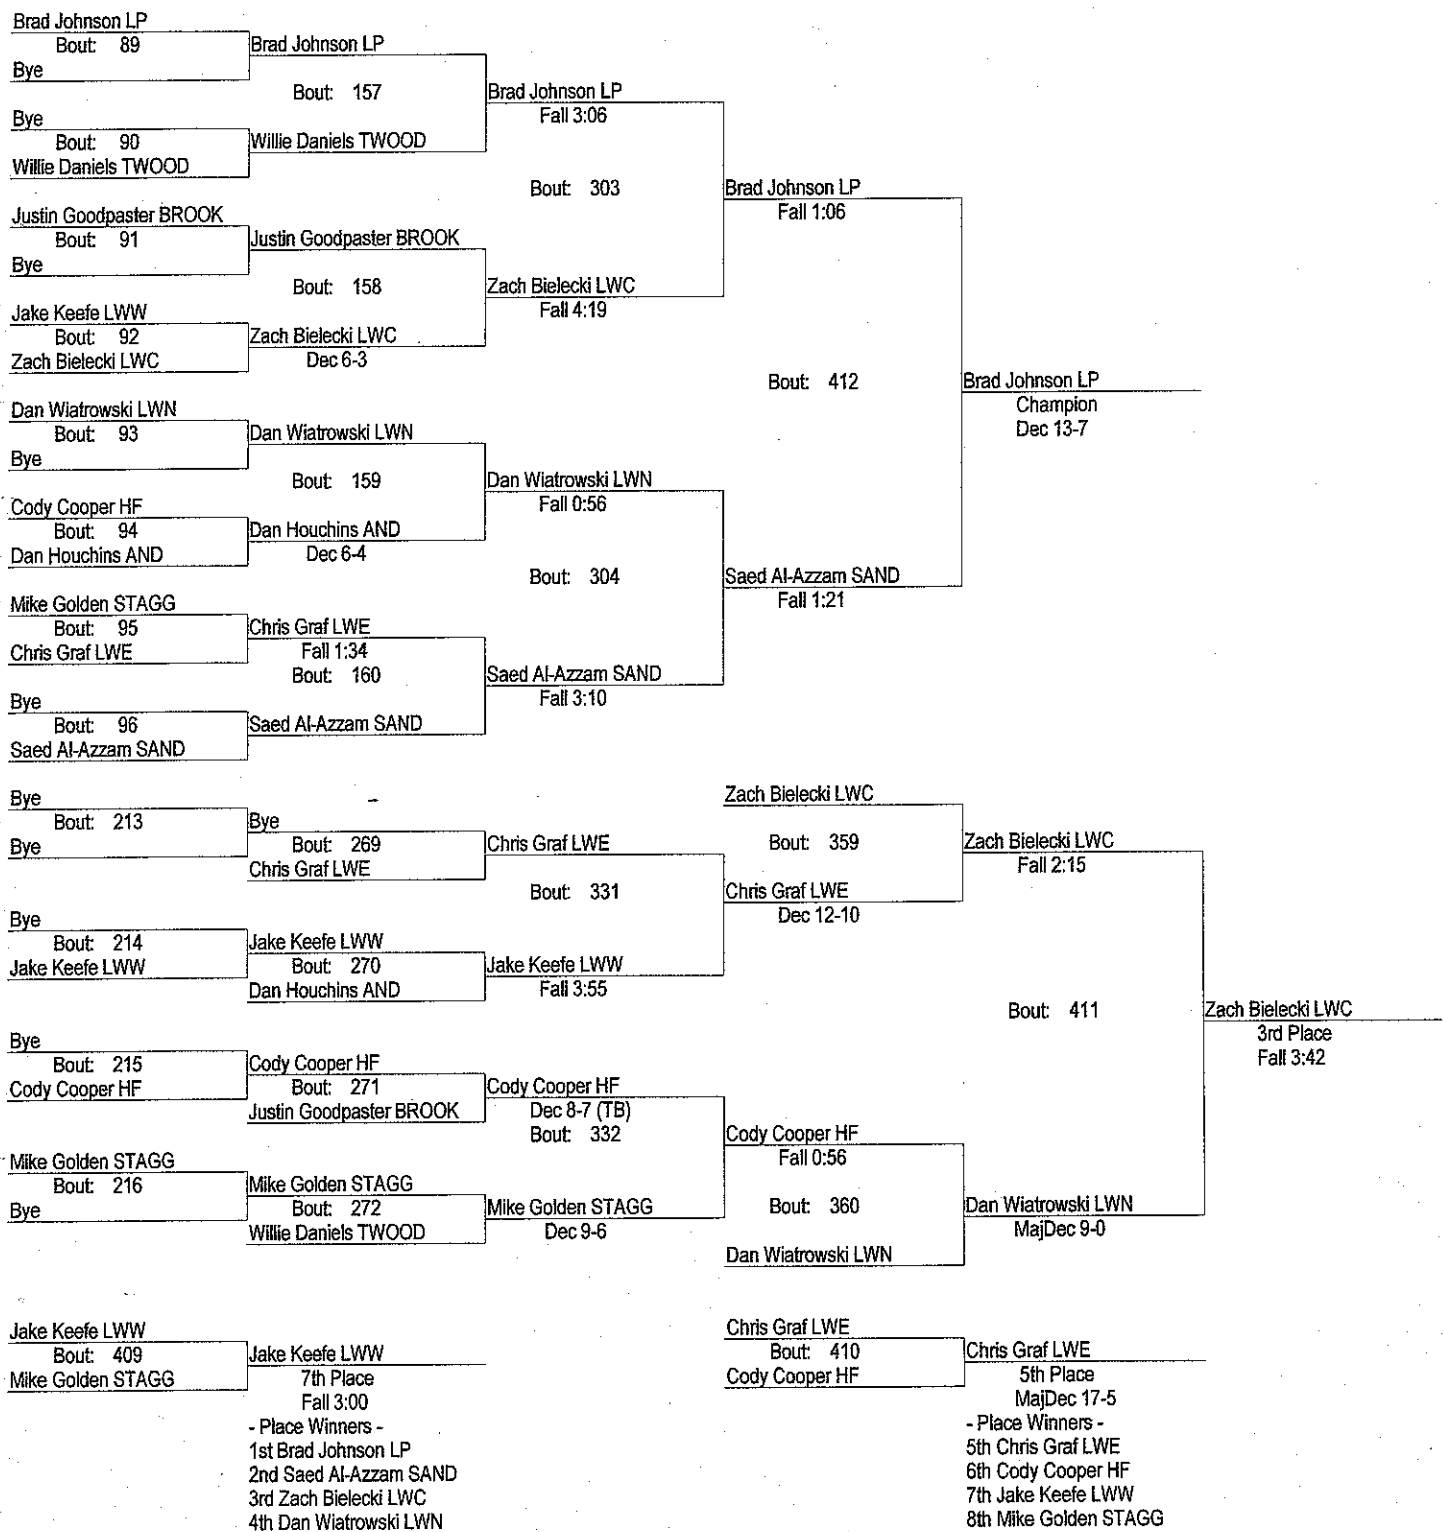 Brad Johnson LP
Bout: 89
Bye
Brad Johnson LP
Bout: 157
Bye
Bout: 90
Willie Daniels TWOOD
Willie Daniels TWOOD
Brad Johnson LP
Fall 3:06
Bout: 303
Justin Goodpaster BROOK
Bout: 91
Bye
Justin Goodpaster BROOK
Bout: 158
Jake Keefe LWW
Bout: 92
Zach Bielecki LWC
Zach Bielecki LWC
Dec 6-3
Zach Bielecki LWC
Fall 4:19
Brad Johnson LP
Fall 1:06
Bout: 412
Dan Wiatrowski LWN
Bout: 93
Bye
Dan Wiatrowski LWN
Bout: 159
Cody Cooper HF
Bout: 94
Dan Houchins AND
Dan Houchins AND
Dec 6-4
Dan Wiatrowski LWN
Fall 0:56
Bout: 304
Mike Golden STAGG
Bout: 95
Chris Graf LWE
Chris Graf LWE
Fall 1:34
Bout: 160
Bye
Bout: 96
Saed Al-Azzam SAND
Saed Al-Azzam SAND
Saed Al-Azzam SAND
Fall 3:10
Saed Al-Azzam SAND
Fall 1:21
Brad Johnson LP
Champion
Dec 13-7
Bye
Bout: 213
Bye
Bye
Bout: 269
Chris Graf LWE
Chris Graf LWE
Bout: 331
Bye
Bout: 214
Jake Keefe LWW
Jake Keefe LWW
Bout: 270
Dan Houchins AND
Jake Keefe LWW
Fall 3:55
Zach Bielecki LWC
Bout: 359
Chris Graf LWE
Dec 12-10
Zach Bielecki LWC
Fall 2:15
Bout: 411
Bye
Bout: 215
Cody Cooper HF
Cody Cooper HF
Bout: 271
Justin Goodpaster BROOK
Cody Cooper HF
Dec 8-7 (TB)
Bout: 332
Mike Golden STAGG
Bout: 216
Bye
Mike Golden STAGG
Bout: 272
Willie Daniels TWOOD
Mike Golden STAGG
Dec 9-6
Cody Cooper HF
Fall 0:56
Bout: 360
Dan Wiatrowski LWN
Dan Wiatrowski LWN
MajDec 9-0
Zach Bielecki LWC
3rd Place
Fall 3:42
Jake Keefe LWW
Bout: 409
Mike Golden STAGG
Jake Keefe LWW
7th Place
Fall 3:00
- Place Winners -
1st Brad Johnson LP
2nd Saed Al-Azzam SAND
3rd Zach Bielecki LWC
4th Dan Wiatrowski LWN
Chris Graf LWE
Bout: 410
Cody Cooper HF
Chris Graf LWE
5th Place
MajDec 17-5
- Place Winners -
5th Chris Graf LWE
6th Cody Cooper HF
7th Jake Keefe LWW
8th Mike Golden STAGG